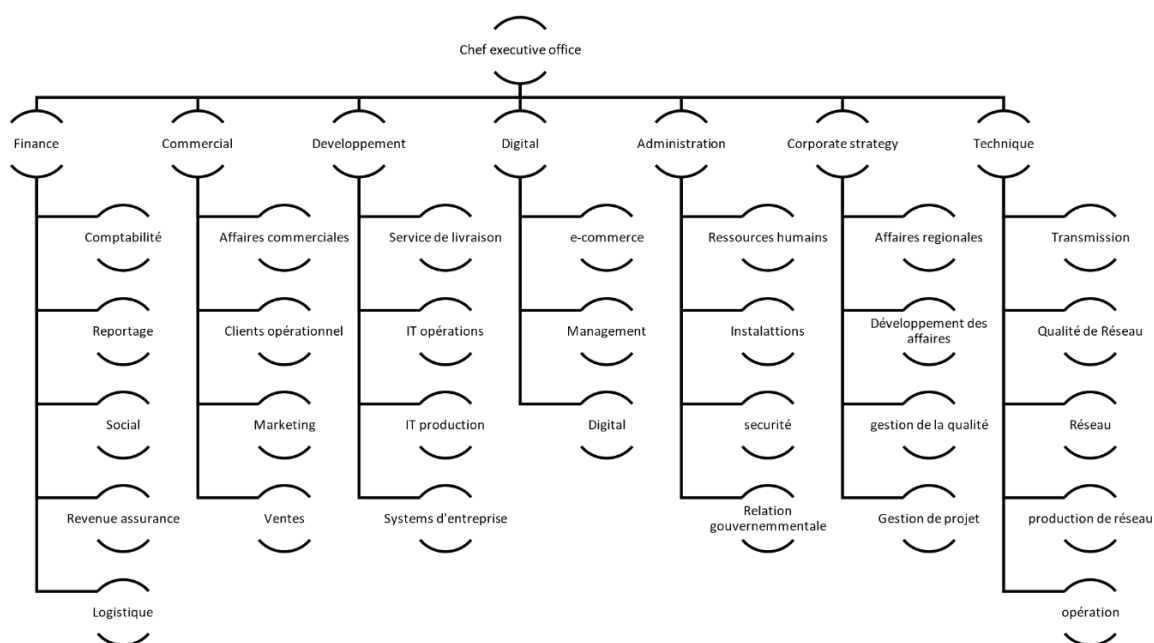 Chef executive office
Finance
Commercial
Developpement
Digital
Administration
Corporate strategy
Technique
Comptabilité
Affaires commerciales
Service de livraison
e-commerce
Ressources humains
Affaires regionales
Transmission
Reportage
Clients opérationnel
IT opérations
Management
Instalattions
Développement des
affaires
Qualité de Réseau
Social
Marketing
IT production
Digital
securité
gestion de la qualité
Réseau
Revenue assurance
Ventes
Systems d'entreprise
Relation
gouvernemmentale
Gestion de projet
production de réseau
Logistique
opération